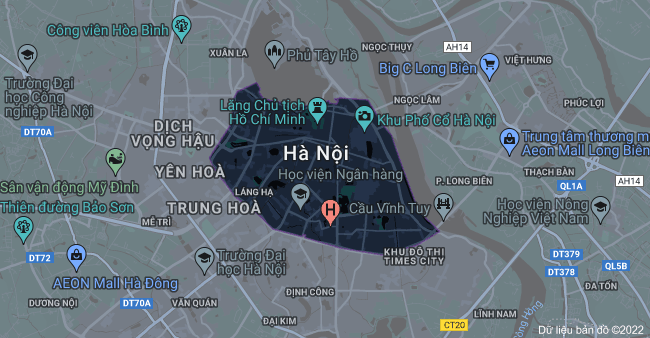 Công viên Hòa Bình
XUÂN LA
Phủ Tây Hồ
NGỌC THỤY
AH14
VIỆT HƯNG
Big C Long Biên
Trường Đại
học Công
nghiệp Hà Nội
Lăng Chủ tịch
Hồ Chí Minh
NGỌC LÂM
PHÚC LỢI
Khu Phố Cổ Hà Nội
DT70A
DỊCH
VỌNG HẬU
Trung tâm thương m
Aeon Mall Long Biên
Hà Nội
YÊN HOÀ
Học viện Ngân hàng
THẠCH BÀN
P. LONG BIÊN
QL1A
AH14
Sân vận động Mỹ Đình
LÁNG HẠ
Thiên đường Bảo Sơn
TRUNG HOÀ
H
Cầu Vĩnh Tuy
Học viện Nông
Nghiệp Việt Nam
MỄ TRÌ
DT72
AEON Mall Hà Đông
Trường Đại
học Hà Nội
KHU ĐÔ THỊ
TIMES CITY
DT379
DT378
QL5B
ĐA TỐN
DƯƠNG NỘI
DT70A
VĂN QUÁN
ĐỊNH CÔNG
ĐẠI KIM
CT20
LĨNH NAM
Sông Hồng
Dữ liệu bản đồ ©2022